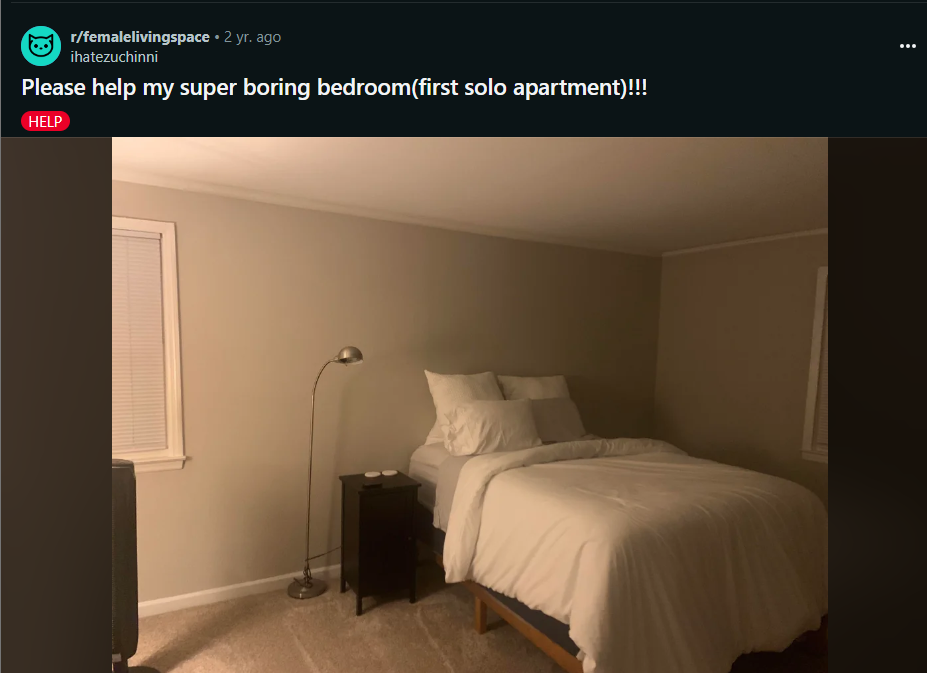 r/femalelivingspace • 2 yr. ago
ihatezuchinni
Please help my super boring bedroom(first solo apartment)!!!
HELP